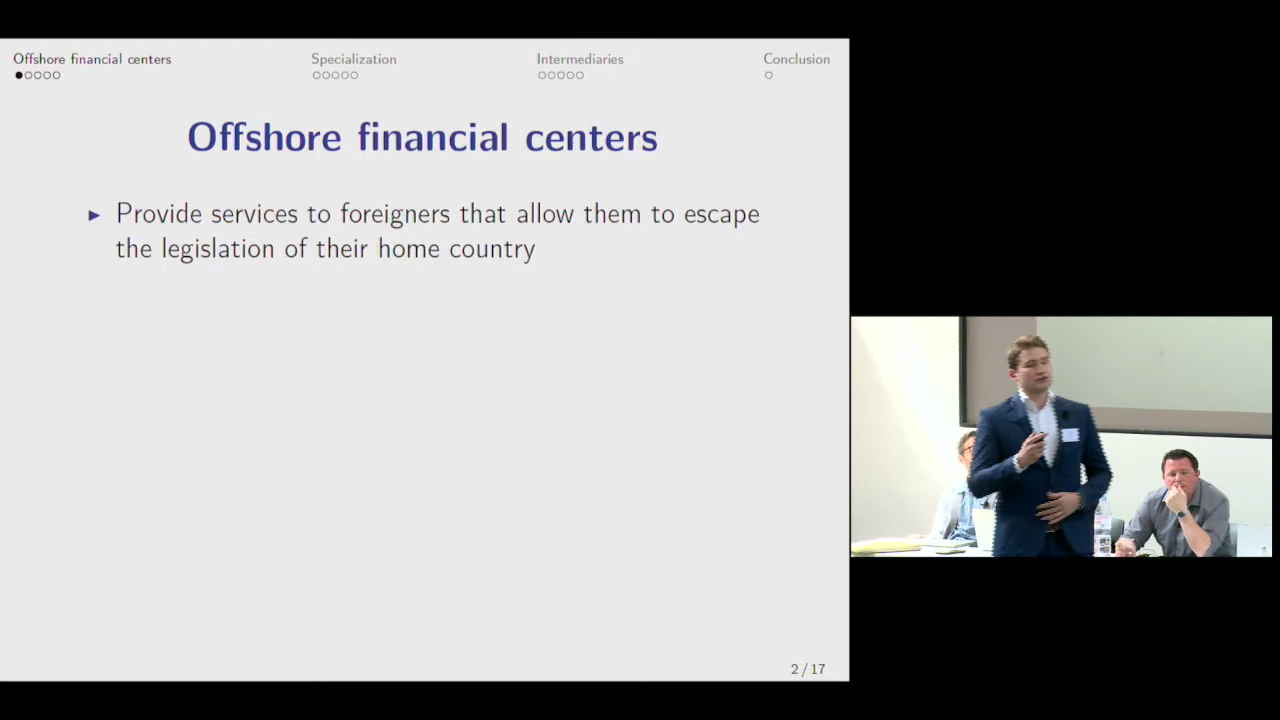 Offshore financial centers Specialization Intermediaries Conclusion
Offshore financial centers
Provide services to foreigners that allow them to escape
the legislation of their home country
2 / 17